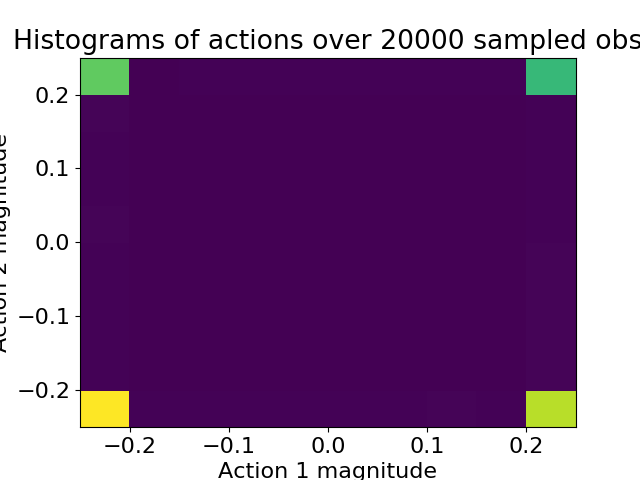 Histograms of actions over 20000 sampled obs
Action 2 magnitude
0.2
0.1
0.0
−0.1
−0.2
−0.2 −0.1 0.0 0.1 0.2
Action 1 magnitude